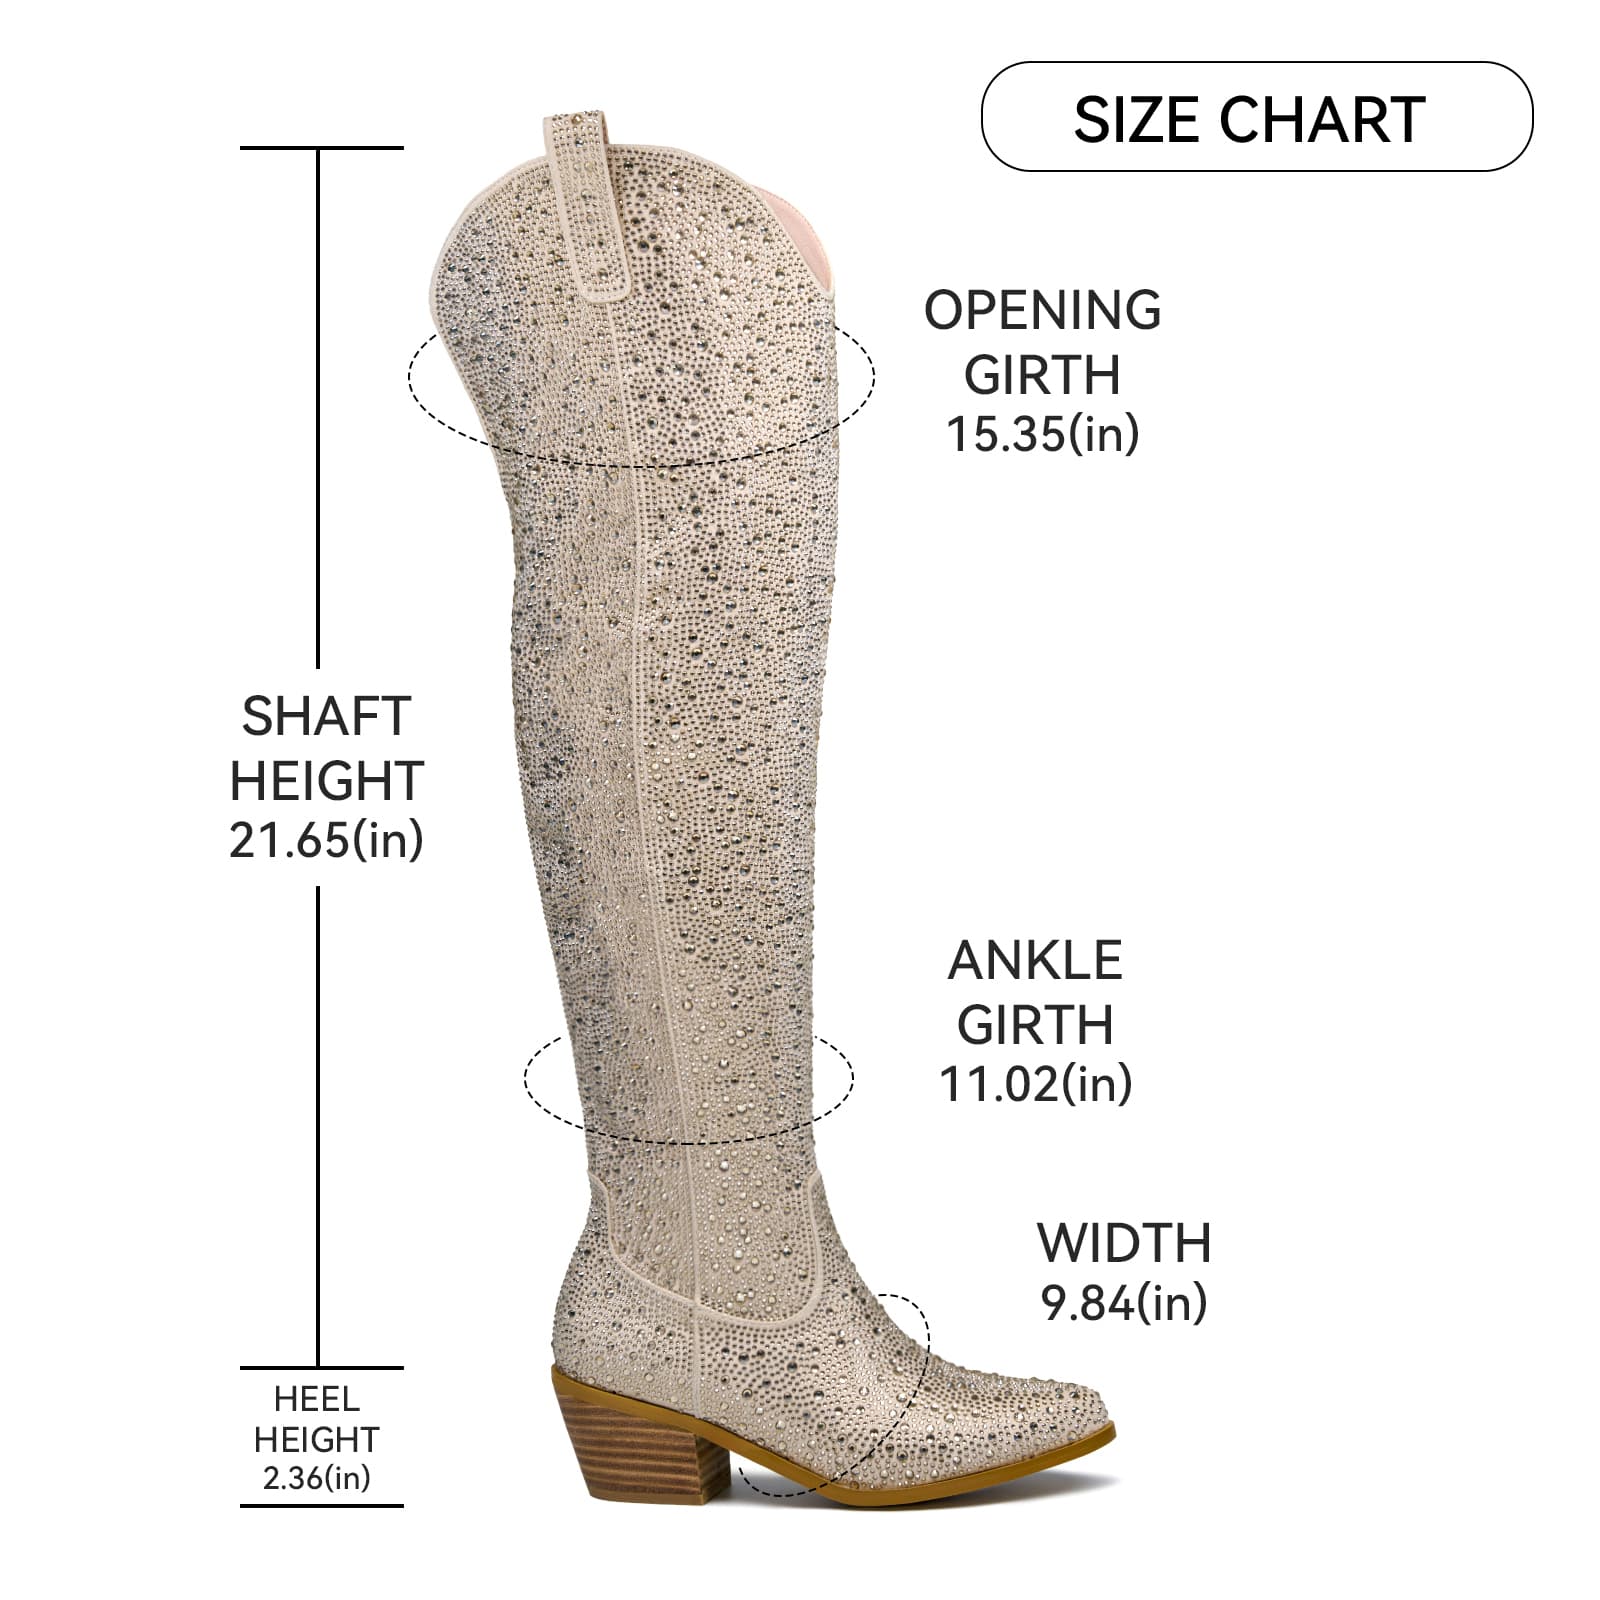 SIZE CHART
OPENING
GIRTH
15.35(in)
SHAFT
HEIGHT
21.65(in)
ANKLE
GIRTH
11.02(in)
WIDTH
9.84(in)
HEEL
HEIGHT
2.36(in)